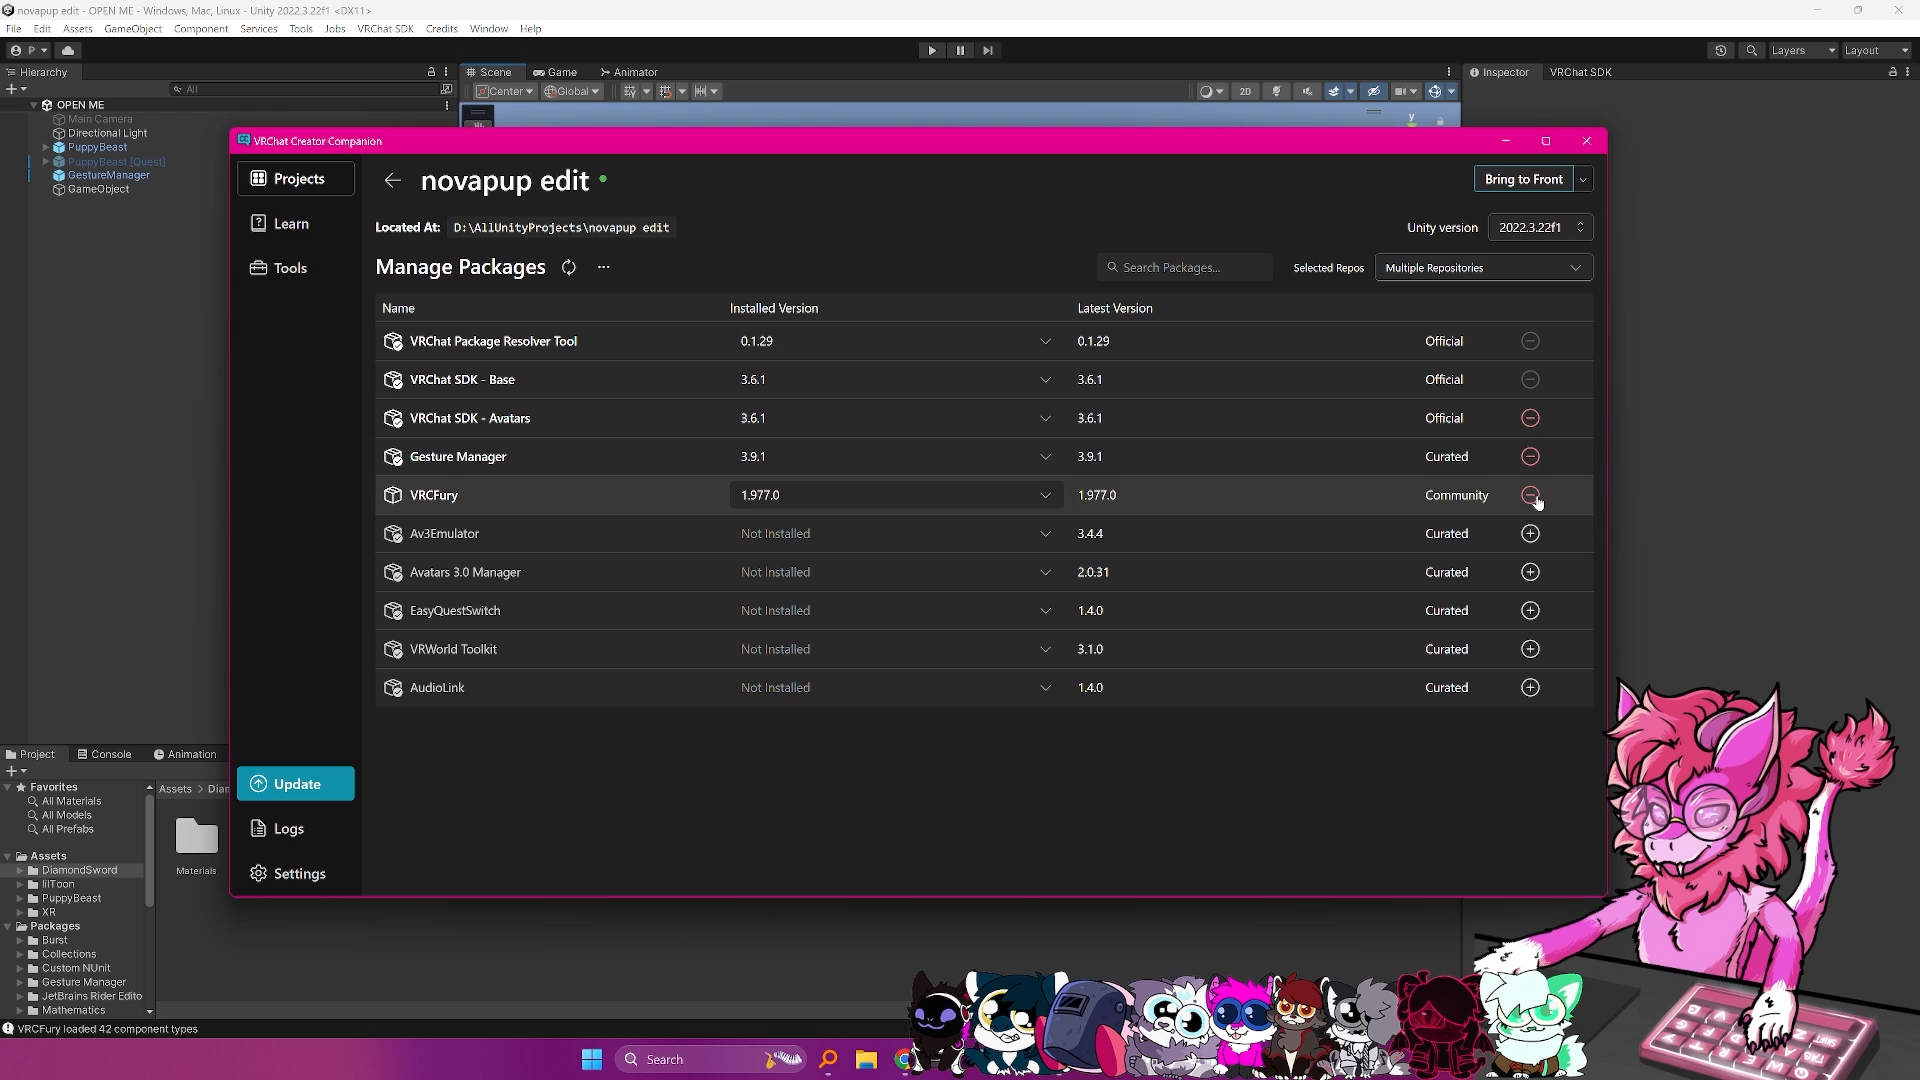 novapup edit - OPEN ME - Windows, Mac, Linux - Unity 2022.3.22f1 <DX11>
File Edit Assets GameObject Component Services Tools Jobs VRChat SDK Credits Window Help
P
Layers
Layout
Hierarchy
Scene
Game
Animator
Inspector
VRChat SDK
All
Center
Global
2D
OPEN ME
Main Camera
Directional Light
PuppyBeast
PuppyBeast [Quest]
GestureManager
GameObject
y
VRChat Creator Companion
Projects
Learn
Tools
novapup edit
Bring to Front
Located At: D:\AllUnityProjects\novapup edit
Unity version 2022.3.22f1
Manage Packages
Search Packages...
Selected Repos Multiple Repositories
Name Installed Version Latest Version
VRChat Package Resolver Tool 0.1.29 0.1.29 Official
VRChat SDK - Base 3.6.1 3.6.1 Official
VRChat SDK - Avatars 3.6.1 3.6.1 Official
Gesture Manager 3.9.1 3.9.1 Curated
VRCFury 1.977.0 1.977.0 Community
Av3Emulator Not Installed 3.4.4 Curated
Avatars 3.0 Manager Not Installed 2.0.31 Curated
EasyQuestSwitch Not Installed 1.4.0 Curated
VRWorld Toolkit Not Installed 3.1.0 Curated
AudioLink Not Installed 1.4.0 Curated
Update
Logs
Settings
Project
Console
Animation
Favorites
All Materials
All Models
All Prefabs
Assets
DiamondSword
lilToon
PuppyBeast
XR
Packages
Burst
Collections
Custom NUnit
Gesture Manager
JetBrains Rider Edito
Mathematics
Assets > Dian
Materials
VRCFury loaded 42 component types
Search